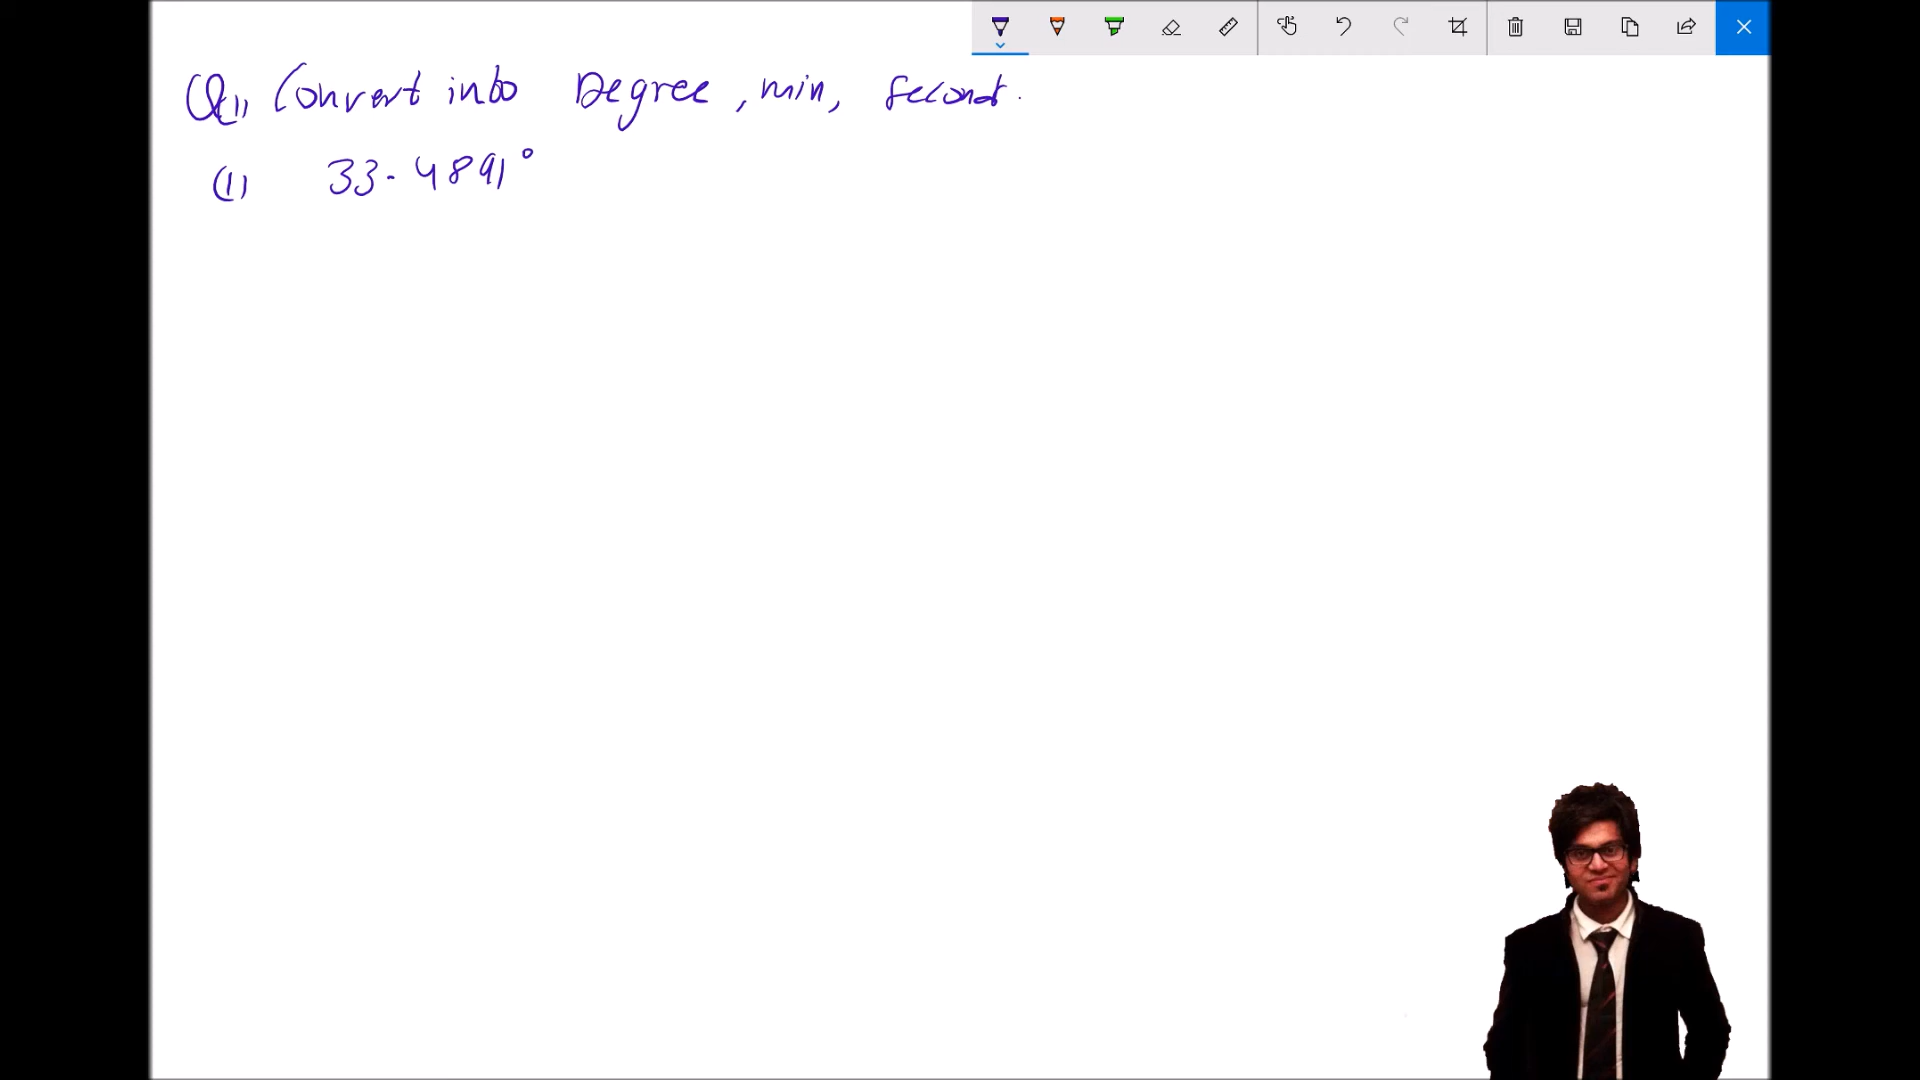 Q1, Convert into Degree, min, Second.
(1) 33.4891°